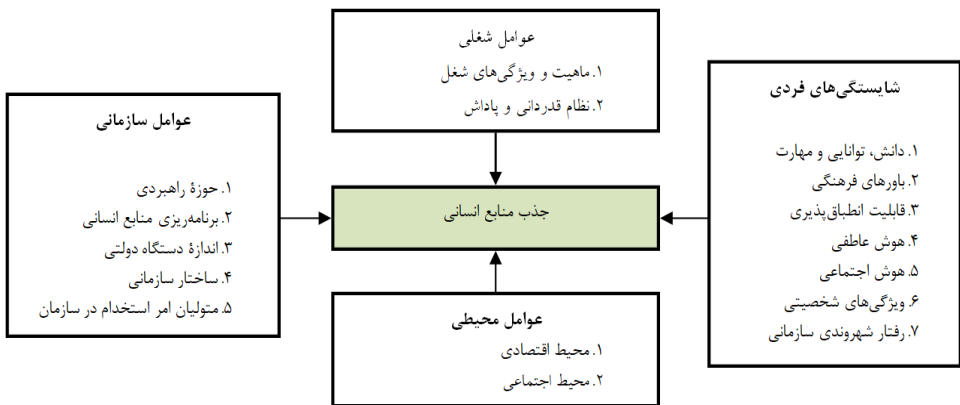 عوامل شغلی
۱. ماهیت و ویژگی‌های شغل
۲. نظام قدردانی و پاداش
شایستگی‌های فردی
۱. دانش، توانایی و مهارت
۲. باورهای فرهنگی
۳. قابلیت انطباق‌پذیری
۴. هوش عاطفی
۵. هوش اجتماعی
۶. ویژگی‌های شخصیتی
۷. رفتار شهروندی سازمانی
جذب منابع انسانی
عوامل سازمانی
۱. حوزۀ راهبردی
۲. برنامه‌ریزی منابع انسانی
۳. اندازۀ دستگاه دولتی
۴. ساختار سازمانی
۵. متولیان امر استخدام در سازمان
عوامل محیطی
۱. محیط اقتصادی
۲. محیط اجتماعی